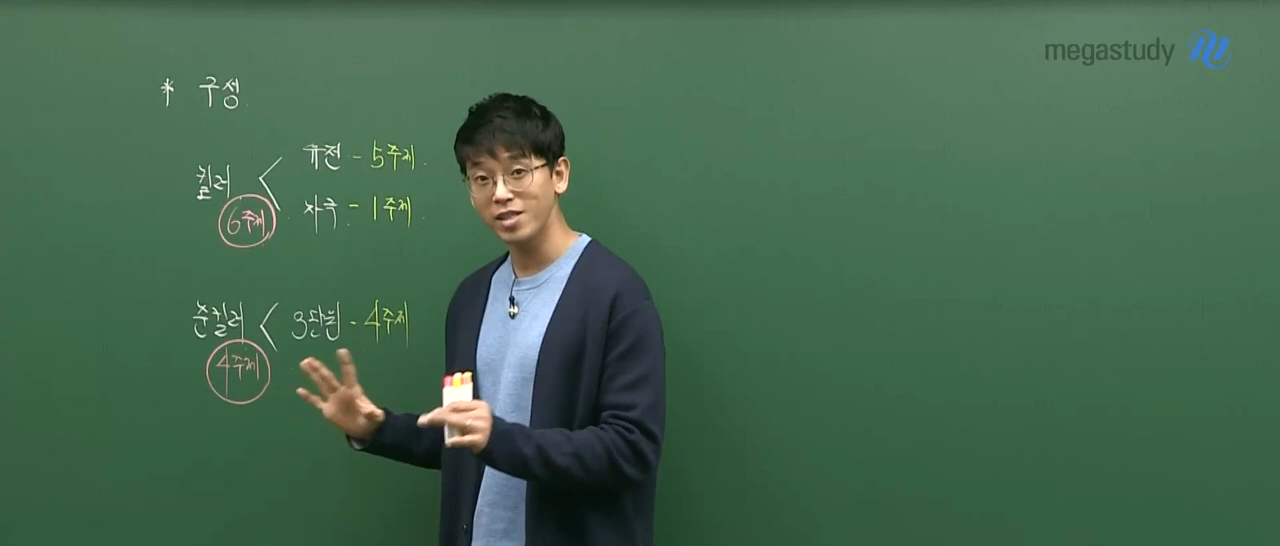 megastudy
* 구성.
킬러 < 유전 - 5주제.
6주제 자극 - 1주제.
준킬러 < 3단원 - 4주제
4주제